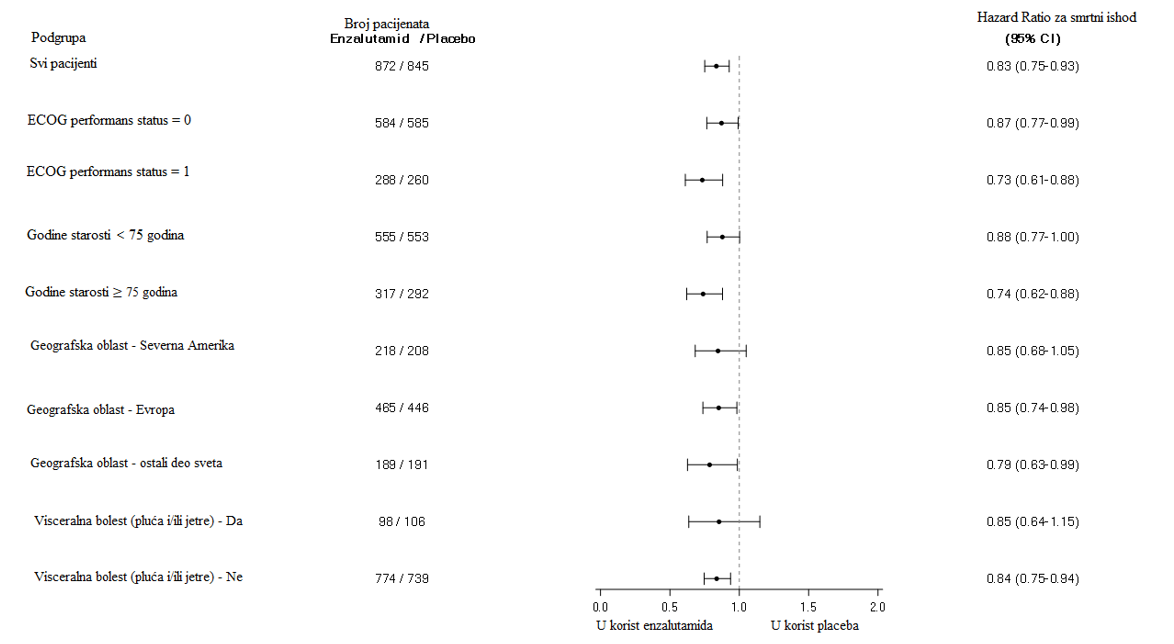 Podgrupa Broj pacijenata Hazard Ratio za smrtni ishod
Enzalutamid /Placebo (95% CI)
Svi pacijenti 872 / 845 0.83 (0.75-0.93)
ECOG performans status = 0 584 / 585 0.87 (0.77-0.99)
ECOG performans status = 1 288 / 260 0.73 (0.61-0.88)
Godine starosti < 75 godina 555 / 553 0.88 (0.77-1.00)
Godine starosti ≥ 75 godina 317 / 292 0.74 (0.62-0.88)
Geografska oblast - Severna Amerika 218 / 208 0.85 (0.68-1.05)
Geografska oblast - Evropa 465 / 446 0.85 (0.74-0.98)
Geografska oblast - ostali deo sveta 189 / 191 0.79 (0.63-0.99)
Visceralna bolest (pluća i/ili jetre) - Da 98 / 106 0.85 (0.64-1.15)
Visceralna bolest (pluća i/ili jetre) - Ne 774 / 739 0.84 (0.75-0.94)
0.0 0.5 1.0 1.5 2.0
U korist enzalutamida U korist placeba